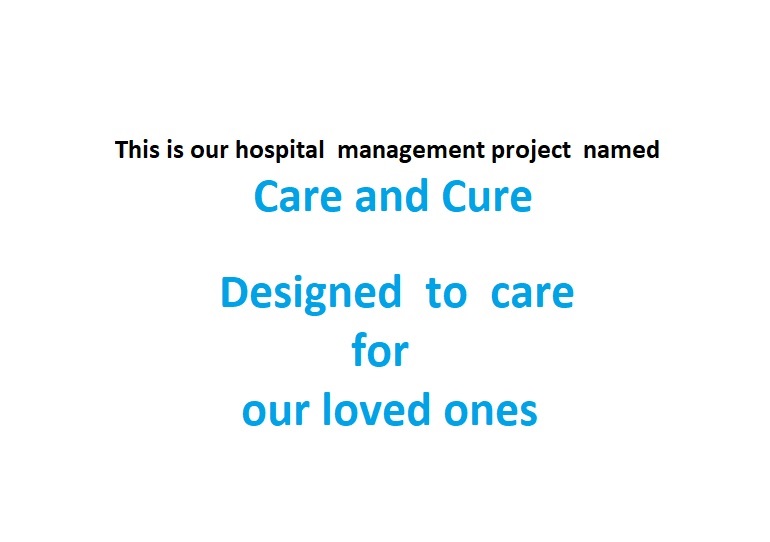 This is our hospital management project named
Care and Cure
Designed to care
for
our loved ones